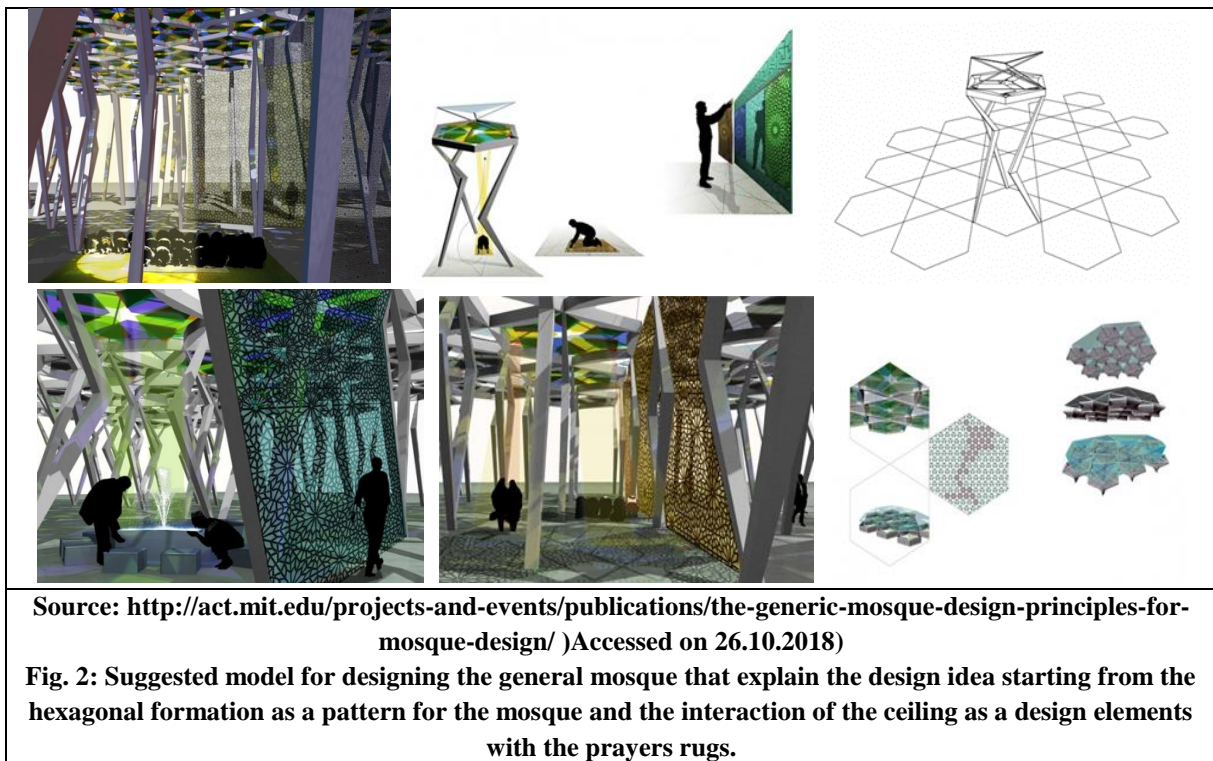 Source: http://act.mit.edu/projects-and-events/publications/the-generic-mosque-design-principles-for-
mosque-design/ )Accessed on 26.10.2018)
Fig. 2: Suggested model for designing the general mosque that explain the design idea starting from the
hexagonal formation as a pattern for the mosque and the interaction of the ceiling as a design elements
with the prayers rugs.